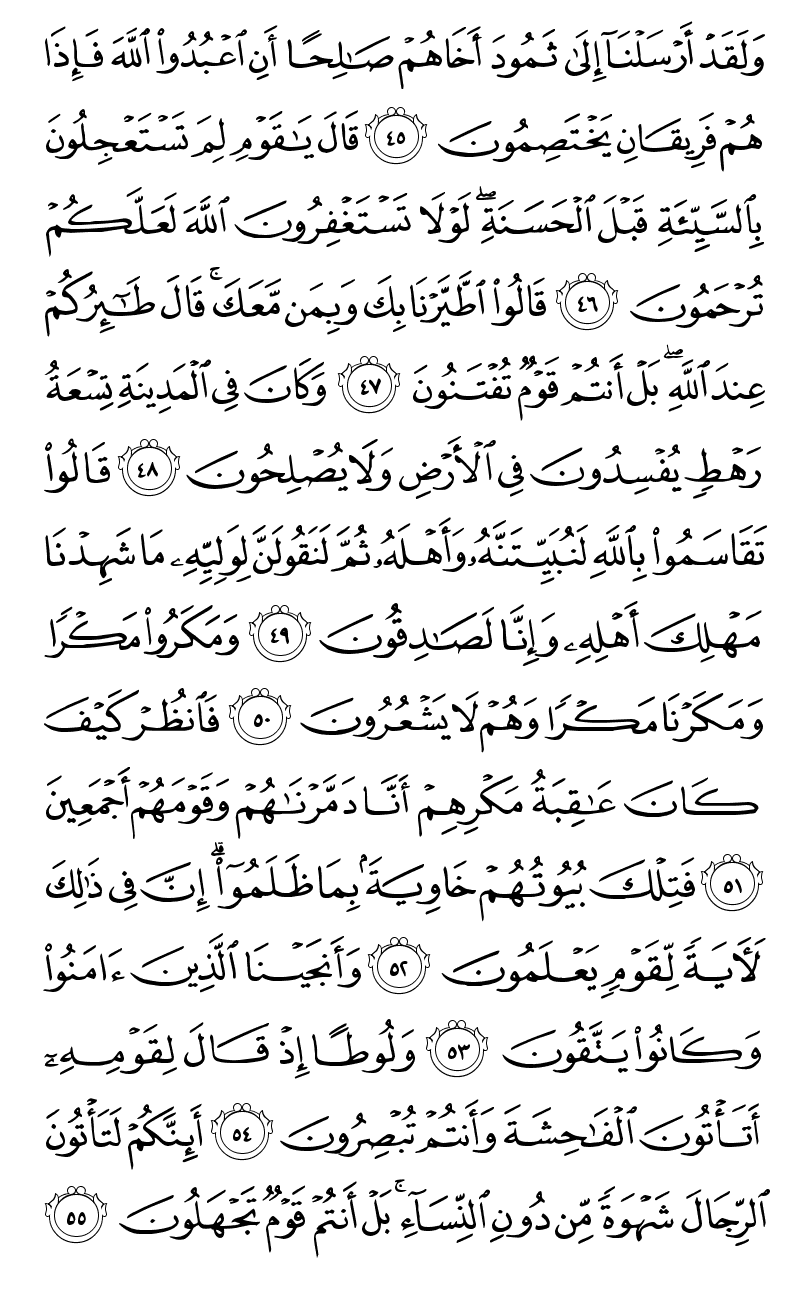 وَلَقَدْ أَرْسَلْنَآ إِلَىٰ ثَمُودَ أَخَاهُمْ صَـٰلِحًا أَنِ ٱعْبُدُوا۟ ٱللَّهَ فَإِذَا
هُمْ فَرِيقَانِ يَخْتَصِمُونَ ٤٥ قَالَ يَـٰقَوْمِ لِمَ تَسْتَعْجِلُونَ
بِٱلسَّيِّئَةِ قَبْلَ ٱلْحَسَنَةِ ۖ لَوْلَا تَسْتَغْفِرُونَ ٱللَّهَ لَعَلَّكُمْ
تُرْحَمُونَ ٤٦ قَالُوا۟ ٱطَّيَّرْنَا بِكَ وَبِمَن مَّعَكَ ۚ قَالَ طَـٰٓئِرُكُمْ
عِندَ ٱللَّهِ ۖ بَلْ أَنتُمْ قَوْمٌ تُفْتَنُونَ ٤٧ وَكَانَ فِى ٱلْمَدِينَةِ تِسْعَةُ
رَهْطٍ يُفْسِدُونَ فِى ٱلْأَرْضِ وَلَا يُصْلِحُونَ ٤٨ قَالُوا۟
تَقَاسَمُوا۟ بِٱللَّهِ لَنُبَيِّتَنَّهُۥ وَأَهْلَهُۥ ثُمَّ لَنَقُولَنَّ لِوَلِيِّهِۦ مَا شَهِدْنَا
مَهْلِكَ أَهْلِهِۦ وَإِنَّا لَصَـٰدِقُونَ ٤٩ وَمَكَرُوا۟ مَكْرًا
وَمَكَرْنَا مَكْرًا وَهُمْ لَا يَشْعُرُونَ ٥٠ فَٱنظُرْ كَيْفَ
كَانَ عَـٰقِبَةُ مَكْرِهِمْ أَنَّا دَمَّرْنَـٰهُمْ وَقَوْمَهُمْ أَجْمَعِينَ
٥١ فَتِلْكَ بُيُوتُهُمْ خَاوِيَةًۢ بِمَا ظَلَمُوٓا۟ ۗ إِنَّ فِى ذَٰلِكَ
لَـَٔايَةً لِّقَوْمٍ يَعْلَمُونَ ٥٢ وَأَنجَيْنَا ٱلَّذِينَ ءَامَنُوا۟
وَكَانُوا۟ يَتَّقُونَ ٥٣ وَلُوطًا إِذْ قَالَ لِقَوْمِهِۦٓ
أَتَأْتُونَ ٱلْفَـٰحِشَةَ وَأَنتُمْ تُبْصِرُونَ ٥٤ أَئِنَّكُمْ لَتَأْتُونَ
ٱلرِّجَالَ شَهْوَةً مِّن دُونِ ٱلنِّسَآءِ ۚ بَلْ أَنتُمْ قَوْمٌ تَجْهَلُونَ ٥٥